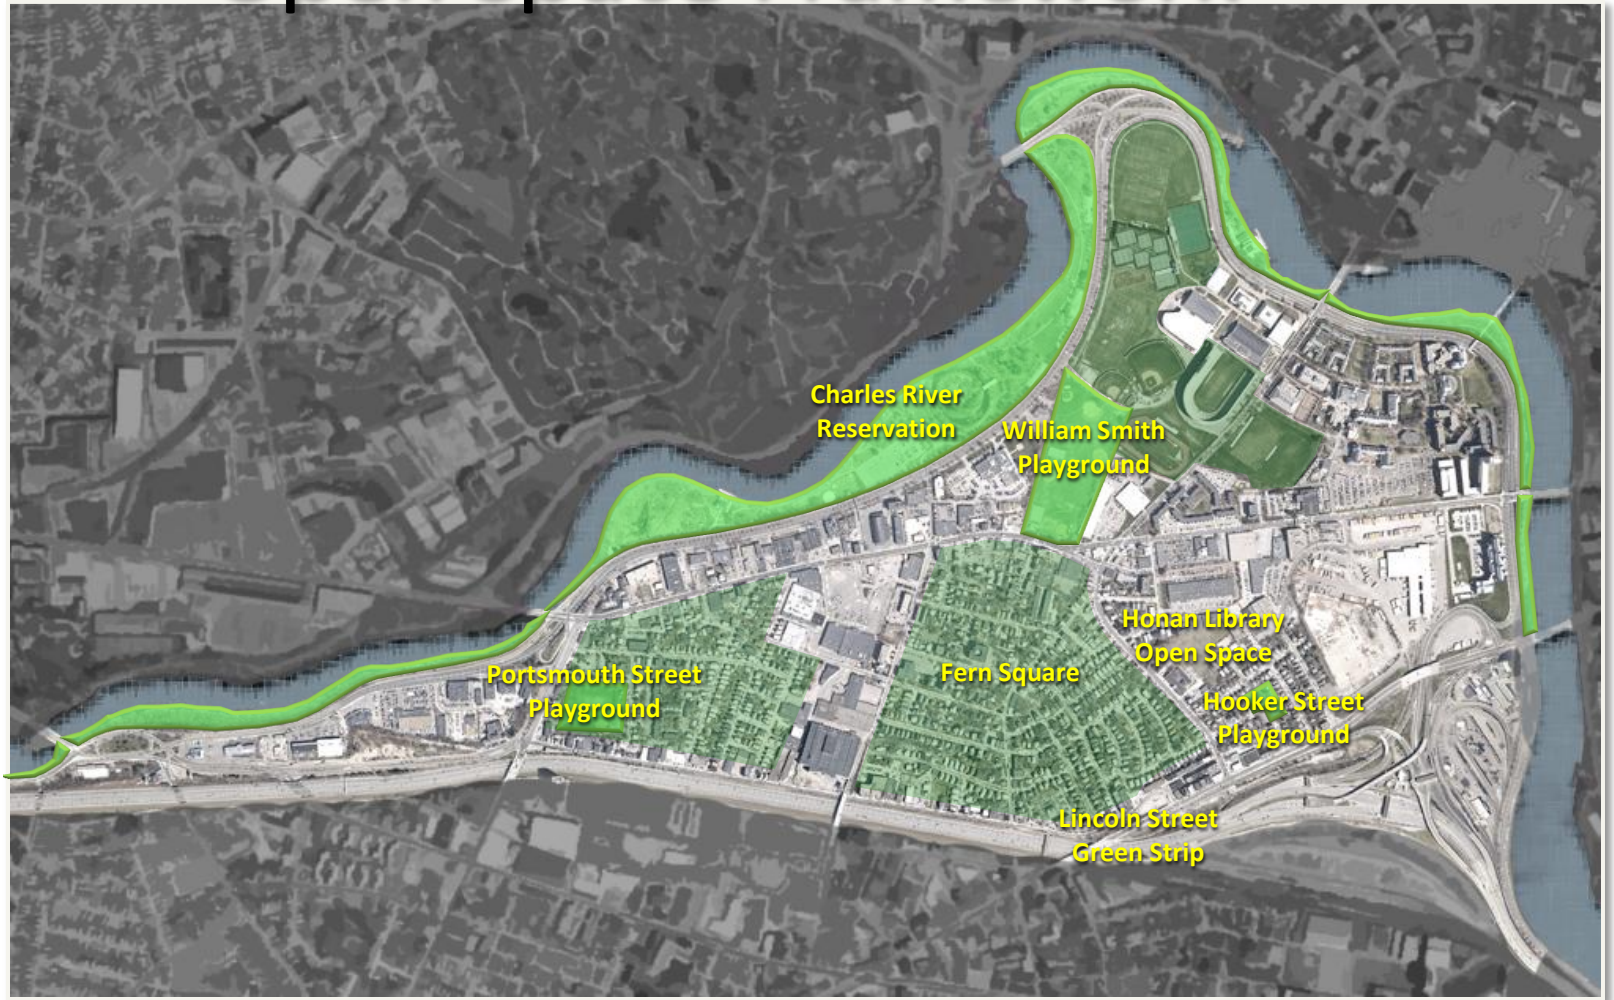 Charles River
Reservation
William Smith
Playground
Honan Library
Open Space
Portsmouth Street
Playground
Fern Square
Hooker Street
Playground
Lincoln Street
Green Strip